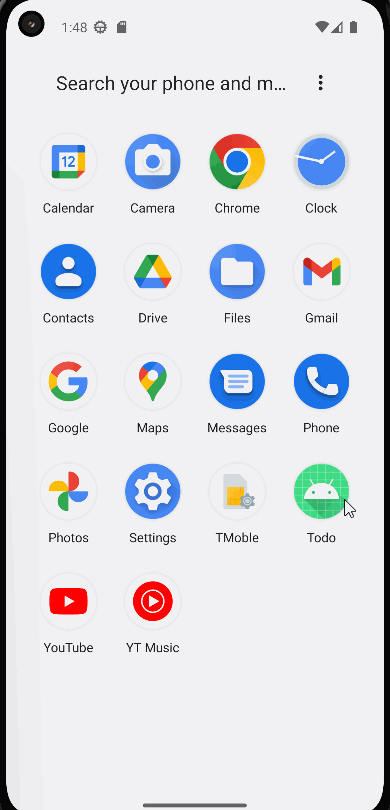 1:48
Search your phone and m...
12
Calendar Camera Chrome Clock
Contacts Drive Files Gmail
Google Maps Messages Phone
Photos Settings TMoble Todo
YouTube YT Music